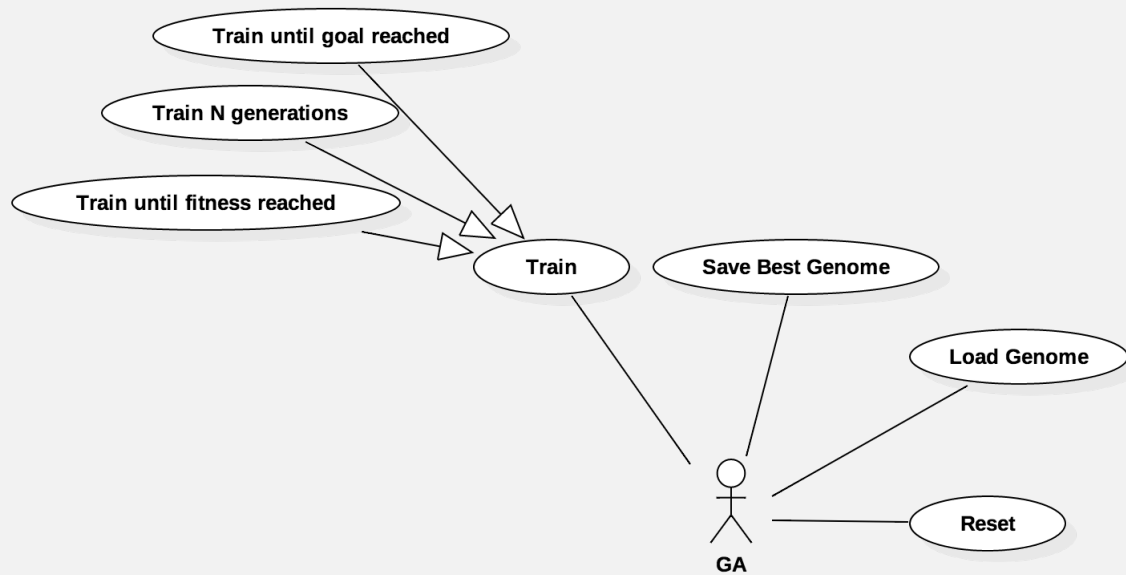 Train until goal reached
Train N generations
Train until fitness reached
Train
Save Best Genome
Load Genome
Reset
GA